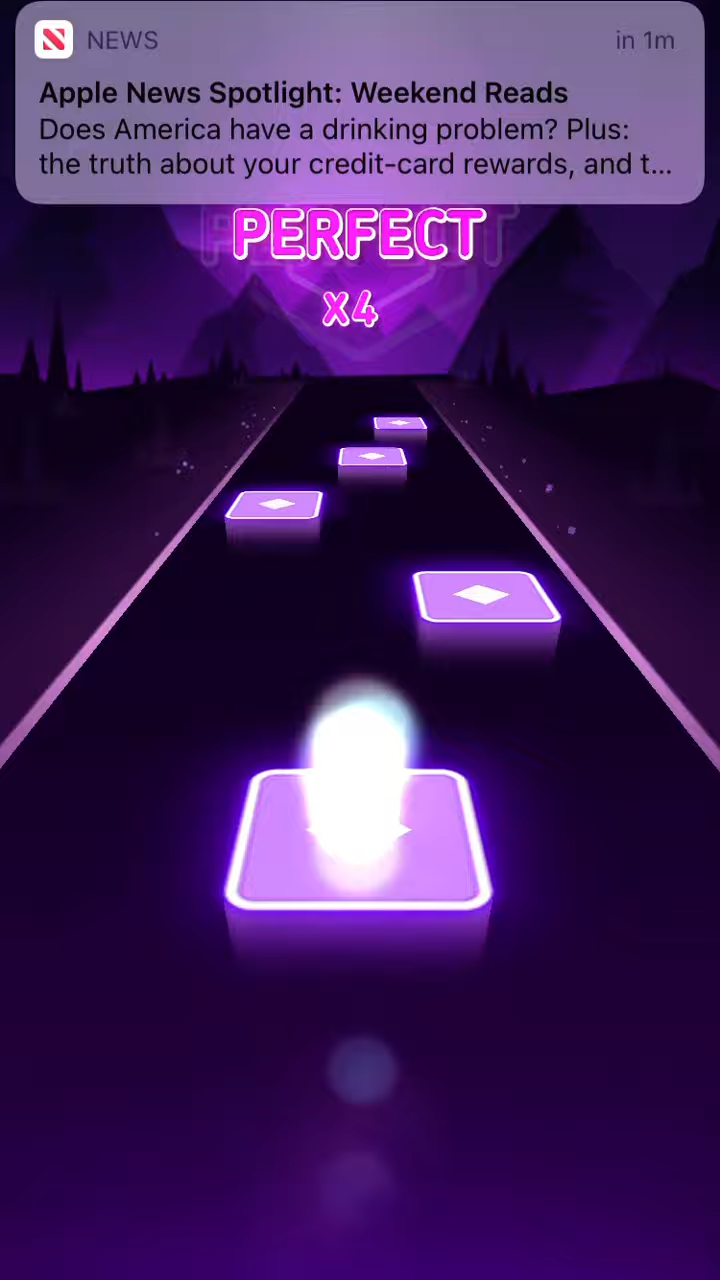 NEWS
in 1m
Apple News Spotlight: Weekend Reads
Does America have a drinking problem? Plus:
the truth about your credit-card rewards, and t...
PERFECT
X4